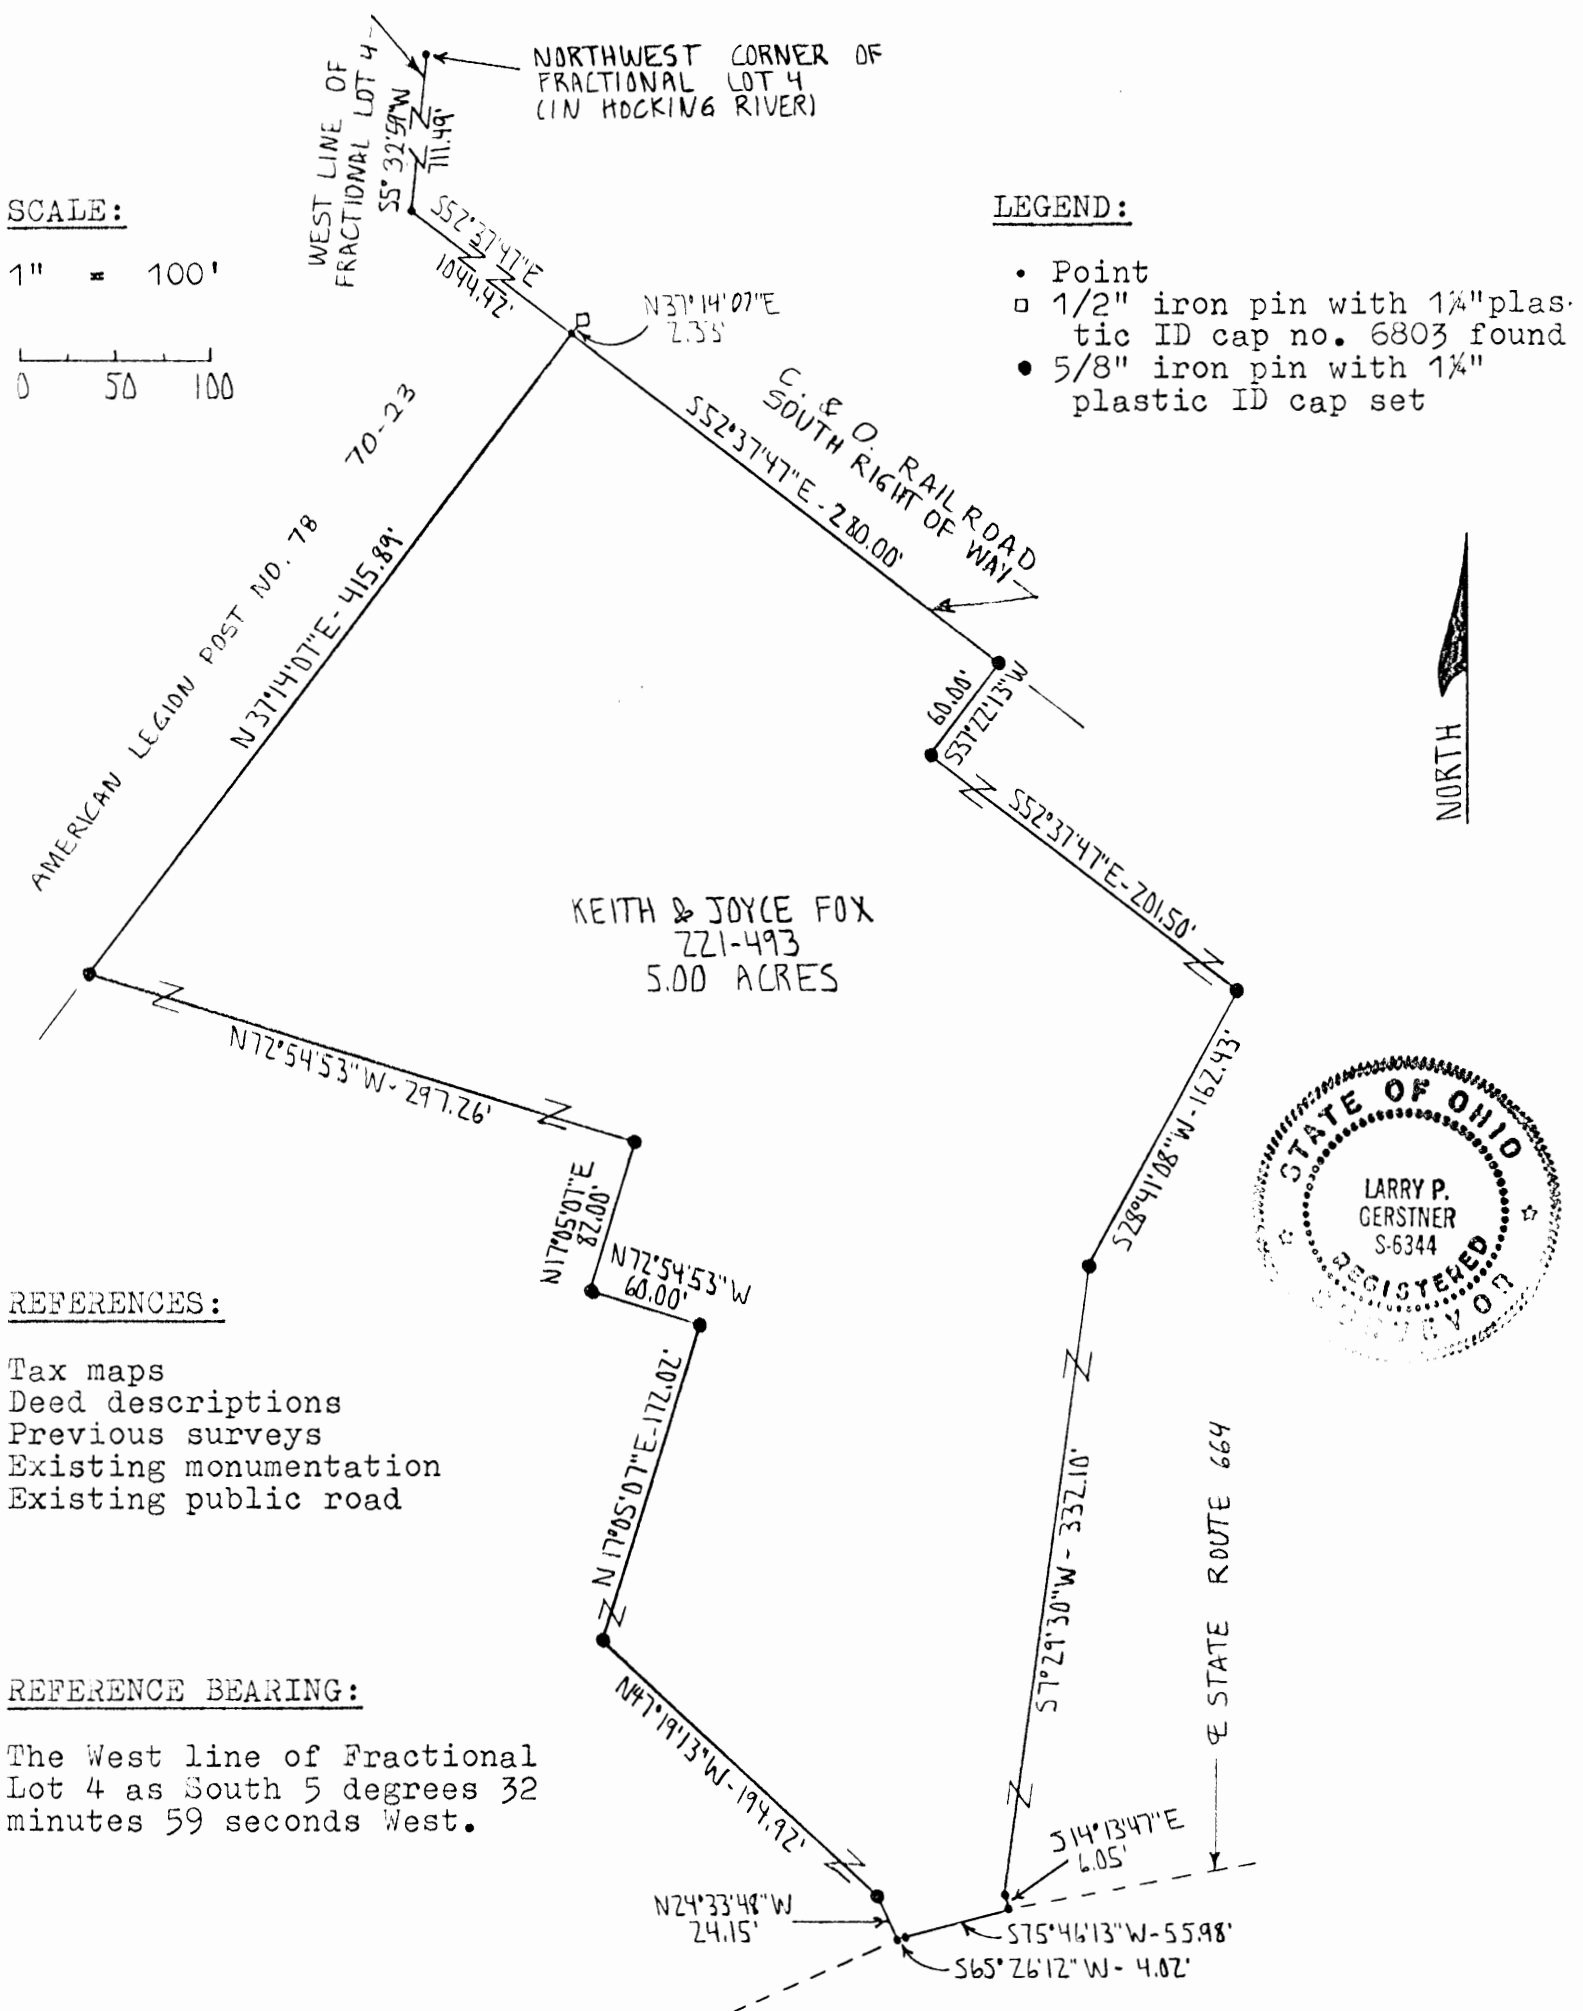 WEST LINE OF
FRACTIONAL LOT 4
S5°32'59"W
711.49'
NORTHWEST CORNER OF
FRACTIONAL LOT 4
(IN HOCKING RIVER)
SCALE:
1" = 100'
0 50 100
S52°37'47"E
1044.42'
N37°14'07"E
LEGEND:
• Point
□ 1/2" iron pin with 1¼"plas-
tic ID cap no. 6803 found
● 5/8" iron pin with 1¼"
plastic ID cap set
C. & O. RAILROAD
SOUTH RIGHT OF WAY
S52°37'47"E - 280.00'
AMERICAN LEGION POST NO. 78 70-23
N37°14'07"E - 415.89'
60.00'
S37°22'13"W
NORTH
S52°37'47"E - 201.50'
KEITH & JOYCE FOX
221-493
5.00 ACRES
N72°54'53"W - 297.26'
S28°41'08"W - 162.43'
STATE OF OHIO
LARRY P.
GERSTNER
S-6344
REGISTERED
SURVEYOR
N17°05'07"E
82.00'
N72°54'53"W
60.00'
REFERENCES:
Tax maps
Deed descriptions
Previous surveys
Existing monumentation
Existing public road
N17°05'07"E - 172.02'
S7°29'30"W - 332.10'
℄ STATE ROUTE 664
REFERENCE BEARING:
The West line of Fractional
Lot 4 as South 5 degrees 32
minutes 59 seconds West.
N47°19'13"W - 194.92'
S14°13'47"E
6.05'
N24°33'48"W
24.15'
S75°46'13"W - 55.98'
S65°26'12"W - 4.02'